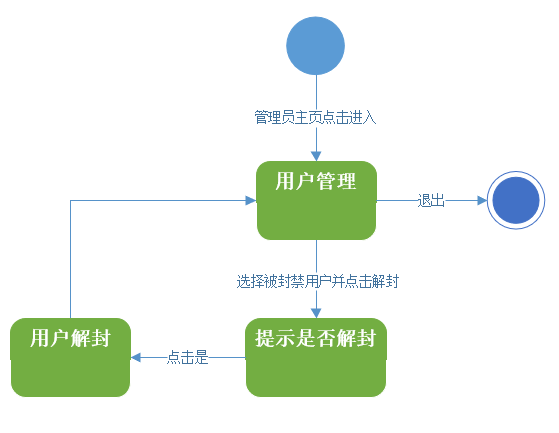 管理员主页点击进入
用户管理
退出
选择被封禁用户并点击解封
用户解封
点击是
提示是否解封